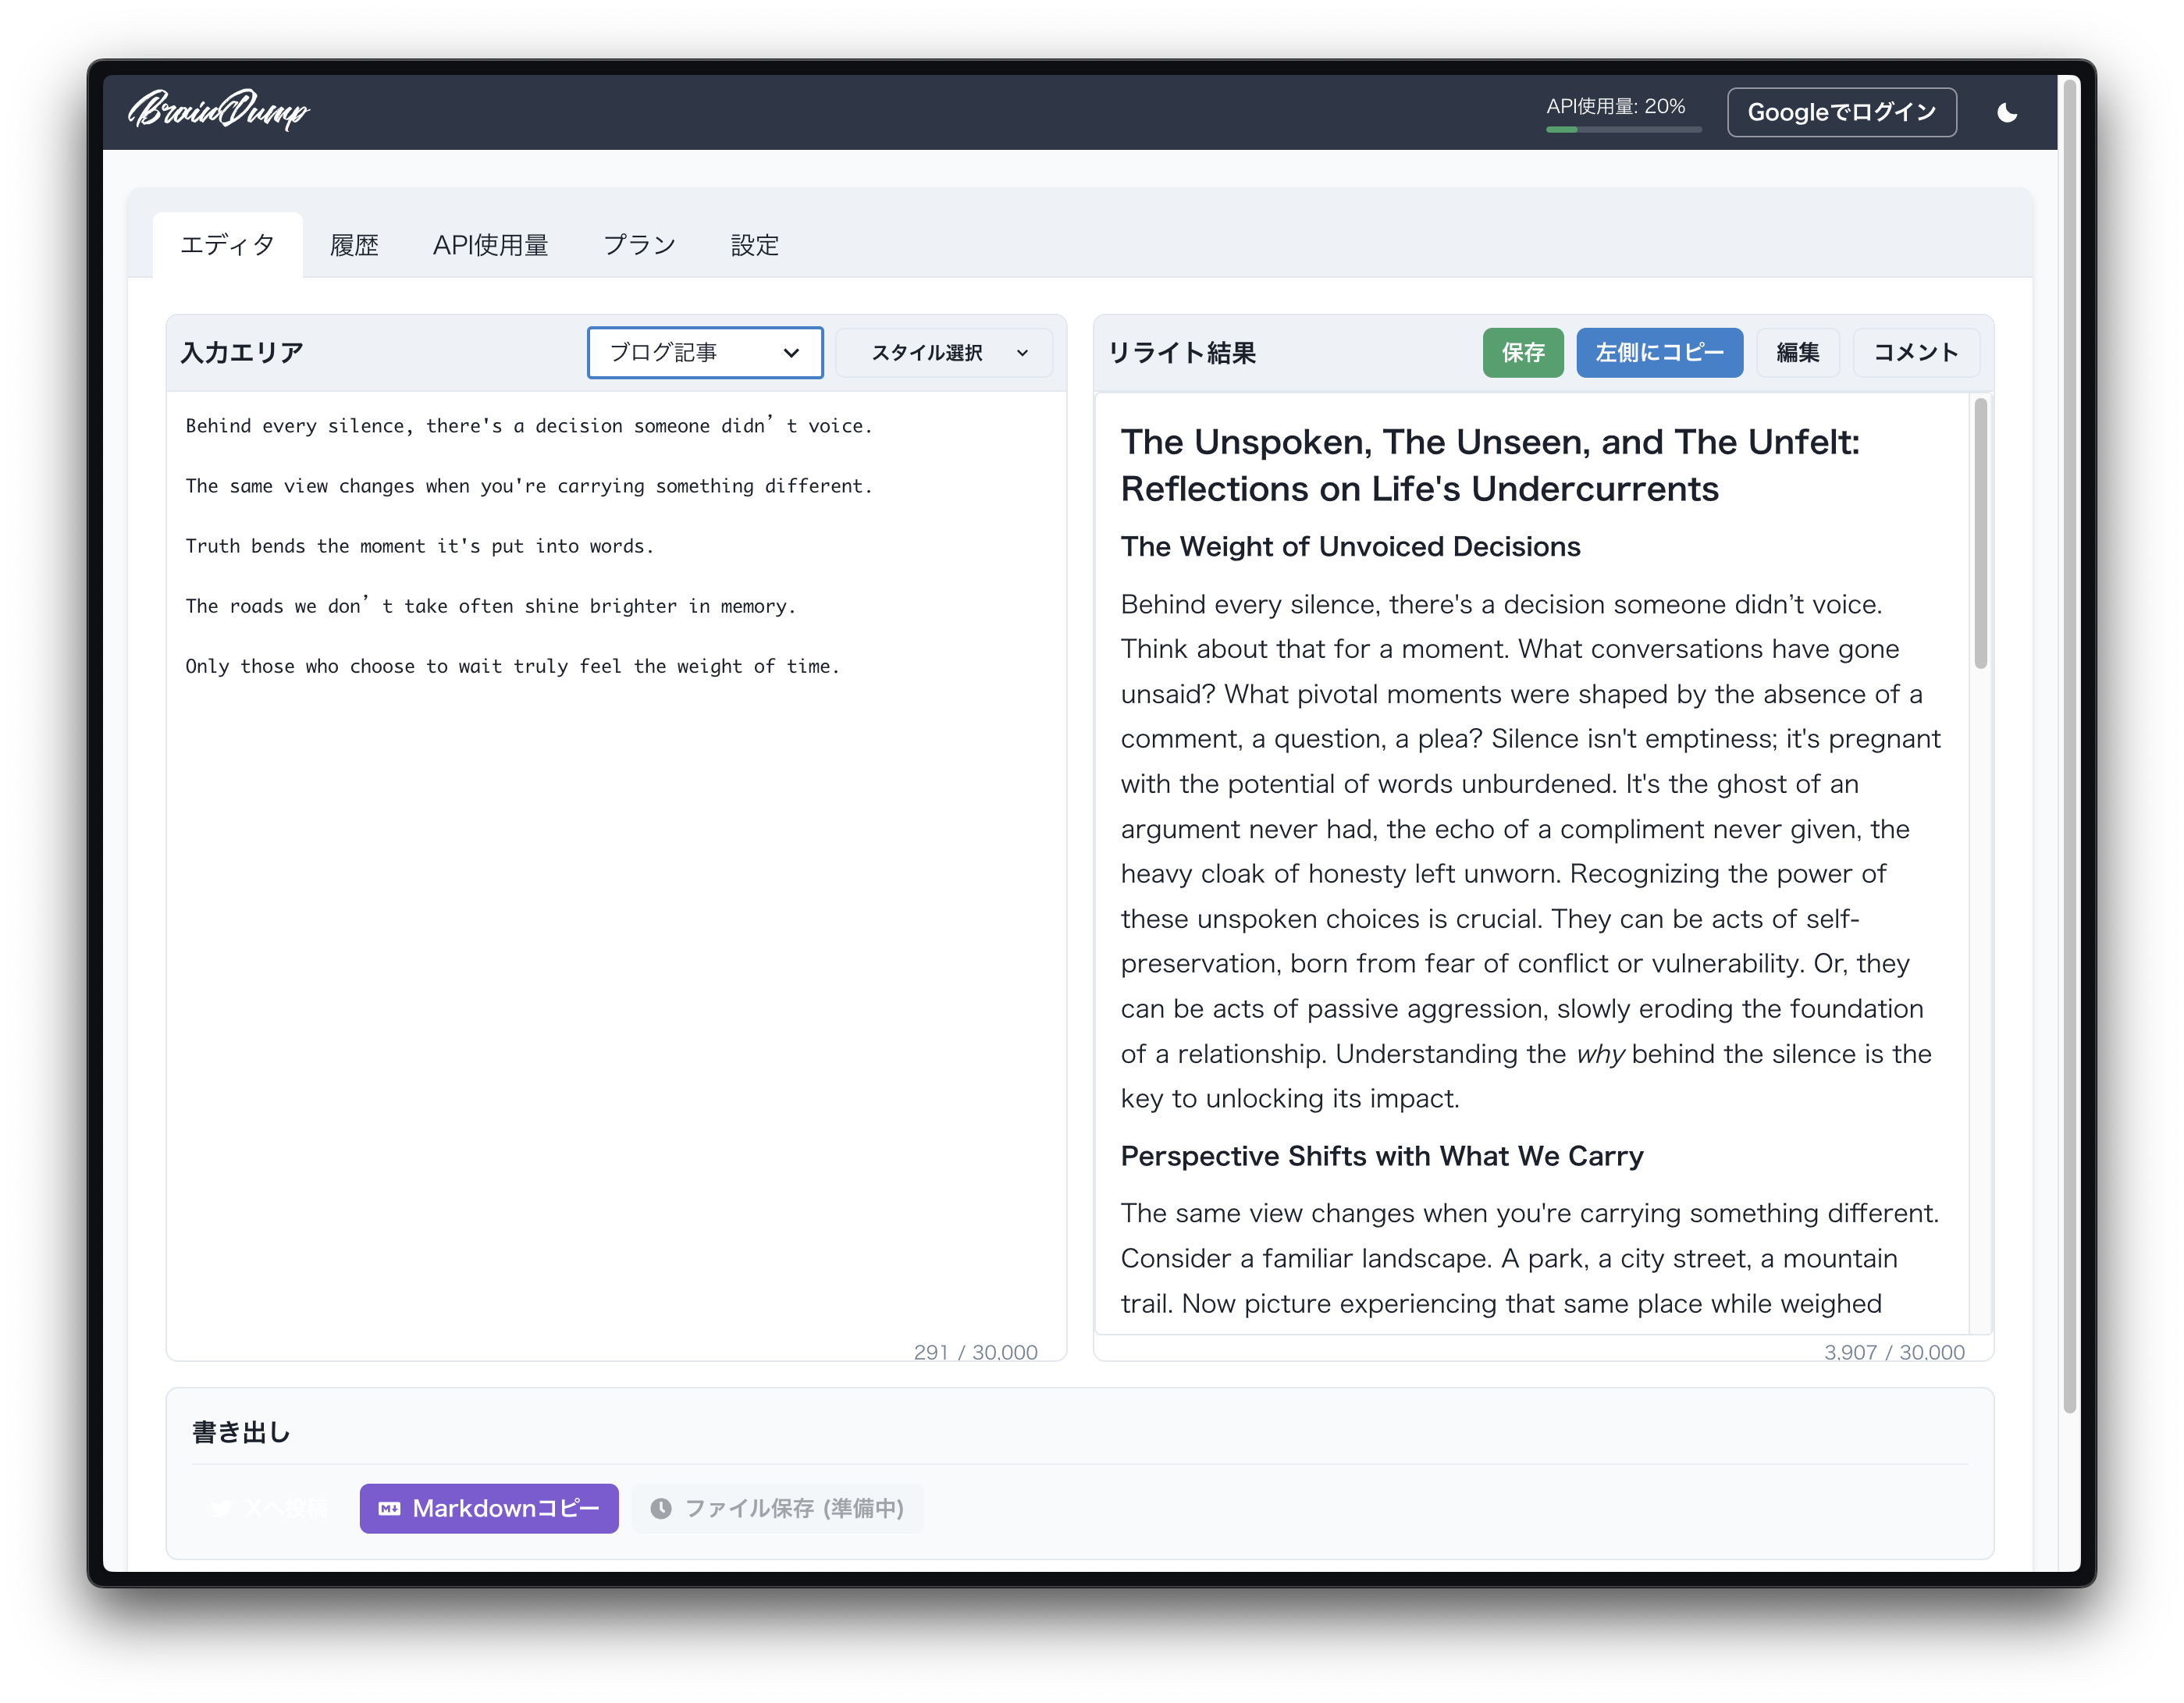 BrainDump
API使用量: 20%
Googleでログイン
エディタ
履歴
API使用量
プラン
設定
入力エリア
ブログ記事
スタイル選択
Behind every silence, there's a decision someone didn’t voice.
The same view changes when you're carrying something different.
Truth bends the moment it's put into words.
The roads we don’t take often shine brighter in memory.
Only those who choose to wait truly feel the weight of time.
291 / 30,000
リライト結果
保存
左側にコピー
編集
コメント
The Unspoken, The Unseen, and The Unfelt:
Reflections on Life's Undercurrents
The Weight of Unvoiced Decisions
Behind every silence, there's a decision someone didn’t voice.
Think about that for a moment. What conversations have gone
unsaid? What pivotal moments were shaped by the absence of a
comment, a question, a plea? Silence isn't emptiness; it's pregnant
with the potential of words unburdened. It's the ghost of an
argument never had, the echo of a compliment never given, the
heavy cloak of honesty left unworn. Recognizing the power of
these unspoken choices is crucial. They can be acts of self-
preservation, born from fear of conflict or vulnerability. Or, they
can be acts of passive aggression, slowly eroding the foundation
of a relationship. Understanding the why behind the silence is the
key to unlocking its impact.
Perspective Shifts with What We Carry
The same view changes when you're carrying something different.
Consider a familiar landscape. A park, a city street, a mountain
trail. Now picture experiencing that same place while weighed
3,907 / 30,000
書き出し
Xへ投稿
Markdownコピー
ファイル保存 (準備中)